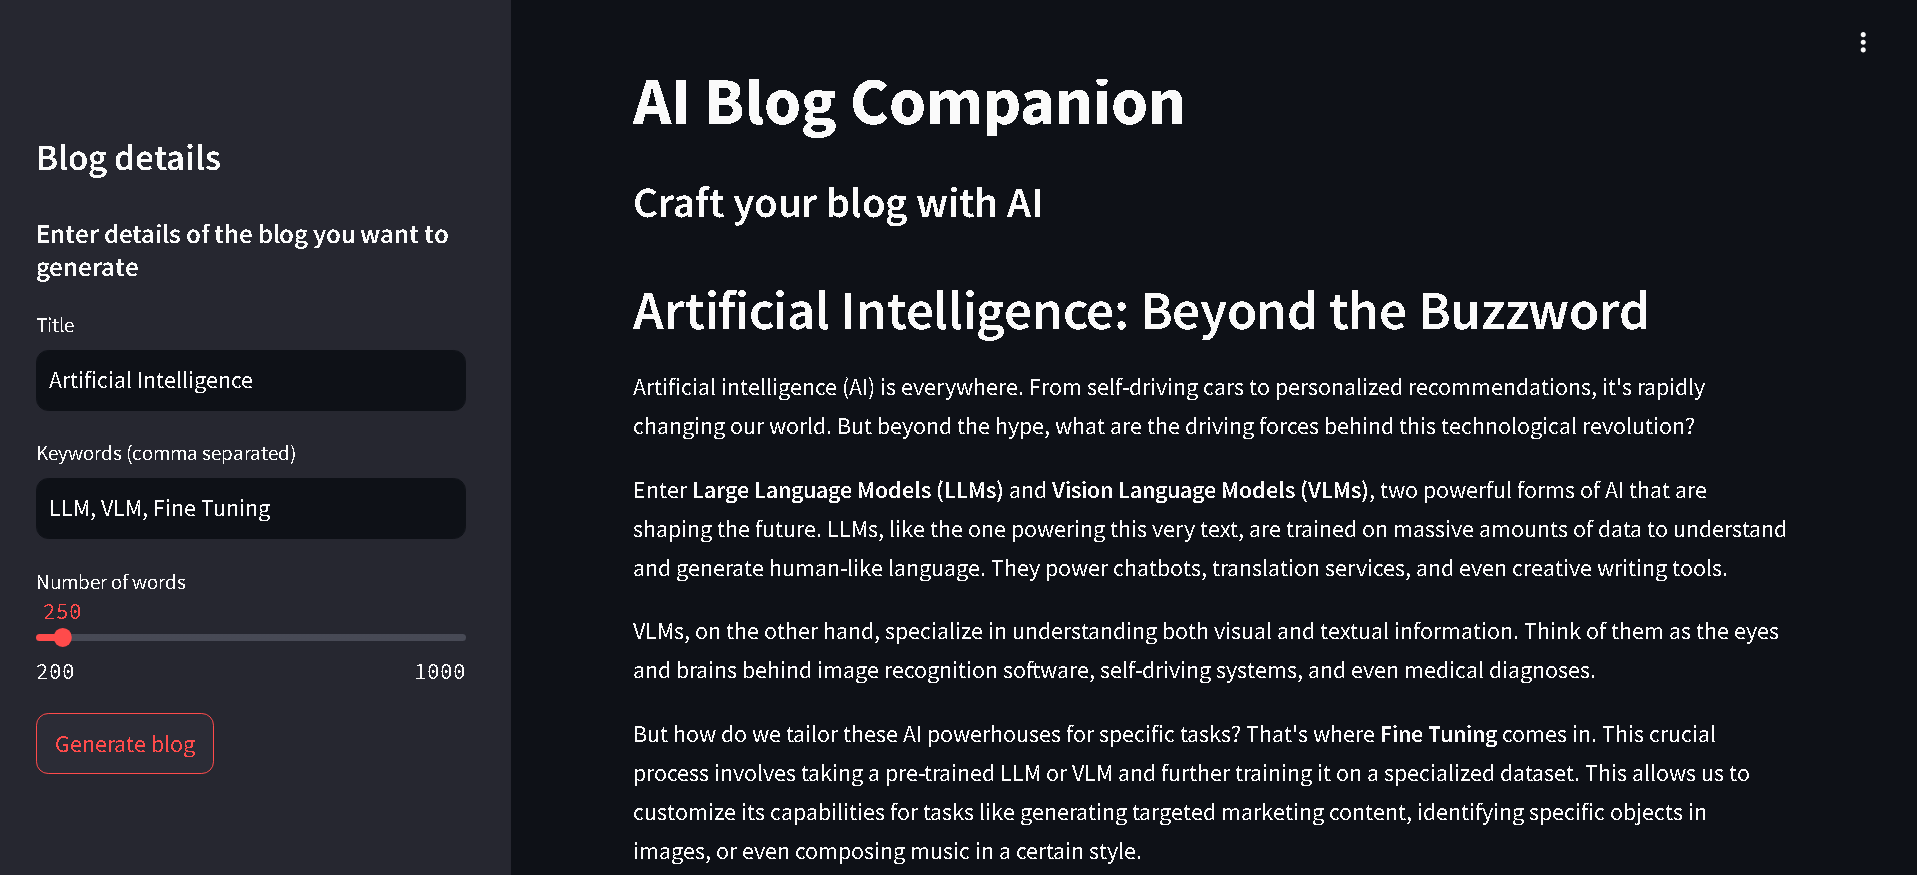 Blog details
Enter details of the blog you want to
generate
Title
Artificial Intelligence
Keywords (comma separated)
LLM, VLM, Fine Tuning
Number of words
250
200 1000
Generate blog
AI Blog Companion
Craft your blog with AI
Artificial Intelligence: Beyond the Buzzword
Artificial intelligence (AI) is everywhere. From self-driving cars to personalized recommendations, it's rapidly
changing our world. But beyond the hype, what are the driving forces behind this technological revolution?
Enter Large Language Models (LLMs) and Vision Language Models (VLMs), two powerful forms of AI that are
shaping the future. LLMs, like the one powering this very text, are trained on massive amounts of data to understand
and generate human-like language. They power chatbots, translation services, and even creative writing tools.
VLMs, on the other hand, specialize in understanding both visual and textual information. Think of them as the eyes
and brains behind image recognition software, self-driving systems, and even medical diagnoses.
But how do we tailor these AI powerhouses for specific tasks? That's where Fine Tuning comes in. This crucial
process involves taking a pre-trained LLM or VLM and further training it on a specialized dataset. This allows us to
customize its capabilities for tasks like generating targeted marketing content, identifying specific objects in
images, or even composing music in a certain style.